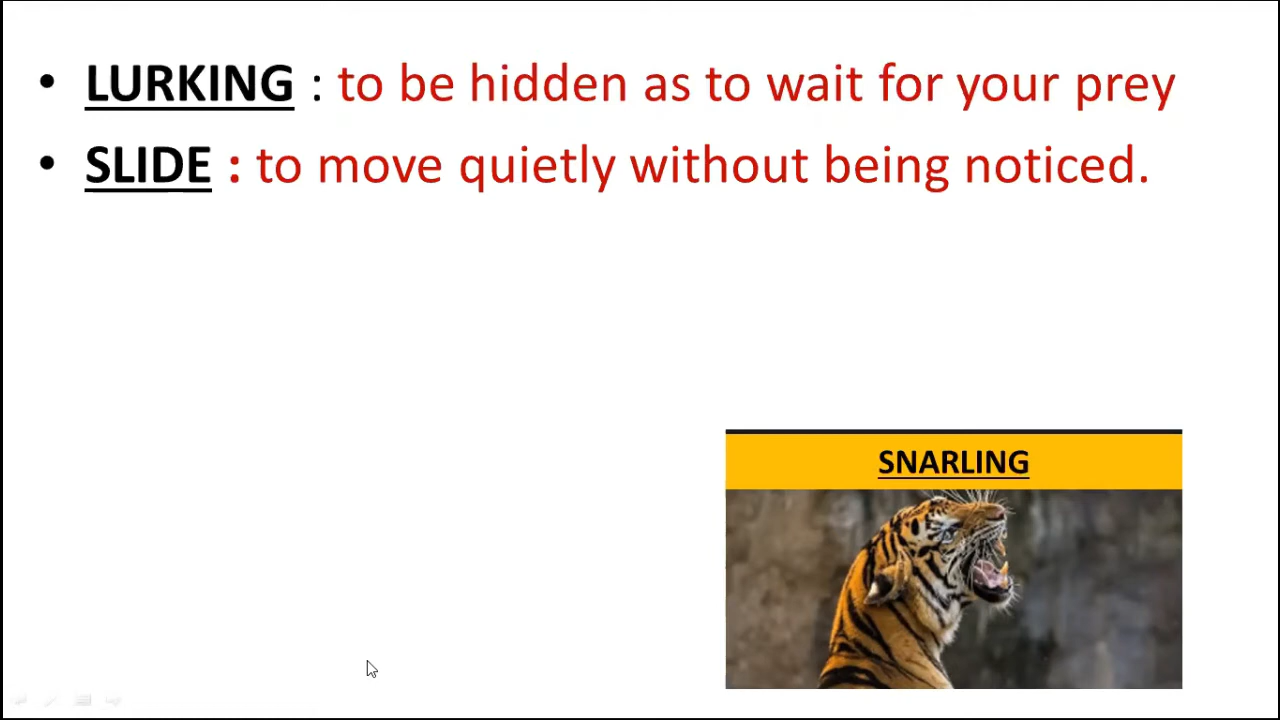 • LURKING : to be hidden as to wait for your prey
• SLIDE : to move quietly without being noticed.
SNARLING